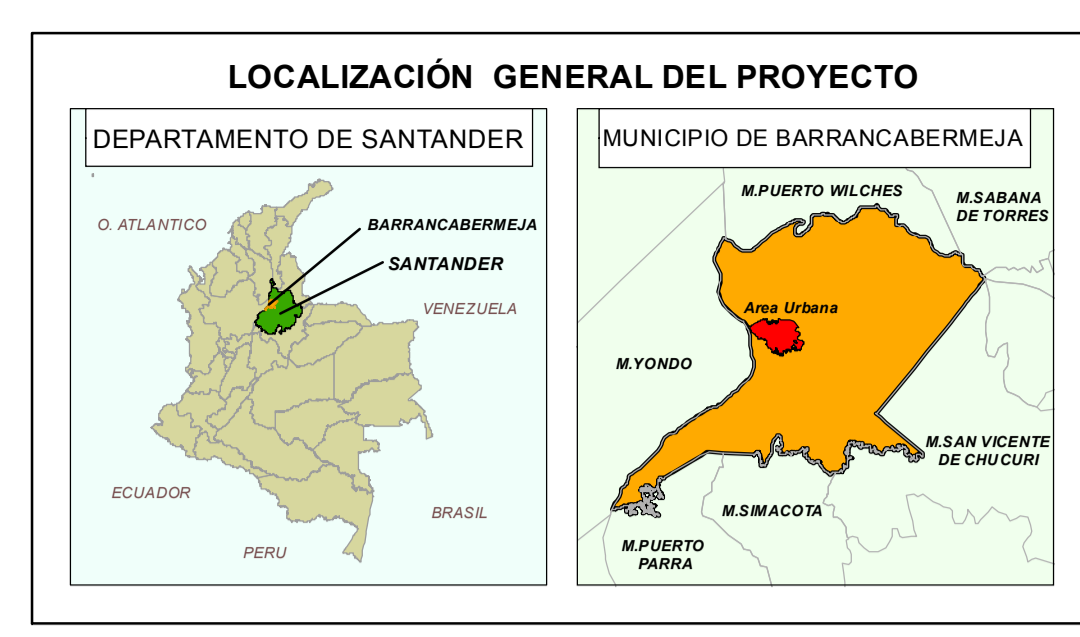 LOCALIZACIÓN GENERAL DEL PROYECTO
DEPARTAMENTO DE SANTANDER
O. ATLANTICO
BARRANCABERMEJA
SANTANDER
VENEZUELA
ECUADOR
BRASIL
PERU
MUNICIPIO DE BARRANCABERMEJA
M.PUERTO WILCHES
M.SABANA
DE TORRES
Area Urbana
M.YONDO
M.SAN VICENTE
DE CHUCURI
M.SIMACOTA
M.PUERTO
PARRA